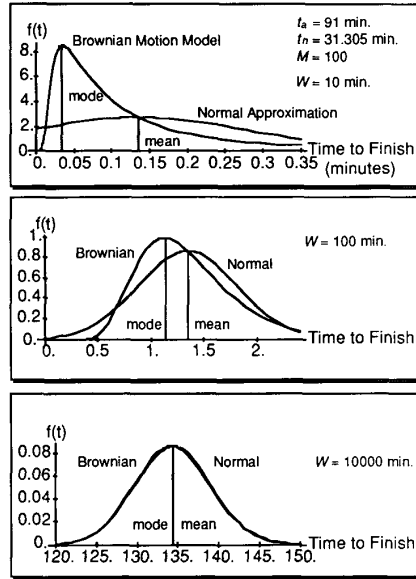 f(t)
t_a = 91 min.
t_n = 31.305 min.
M = 100
W = 10 min.
Brownian Motion Model
8.
6.
4.
2.
0.
mode
Normal Approximation
mean
0. 0.05 0.1 0.15 0.2 0.25 0.3 0.35
Time to Finish
(minutes)
f(t)
W = 100 min.
1.
0.8
0.6
0.4
0.2
0.
Brownian
Normal
mode
mean
0. 0.5 1. 1.5 2.
Time to Finish
f(t)
W = 10000 min.
0.08
0.06
0.04
0.02
0.
Brownian
Normal
mode
mean
120. 125. 130. 135. 140. 145. 150.
Time to Finish